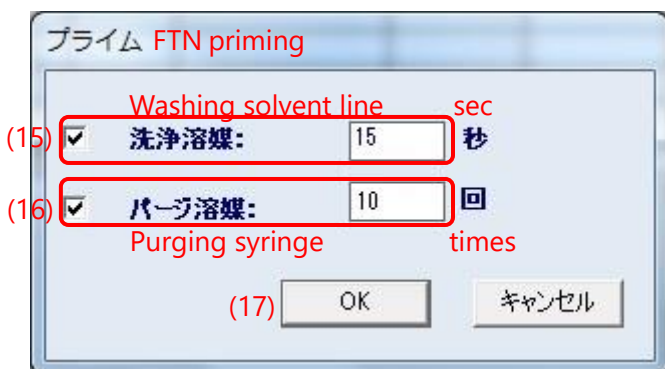 プライム FTN priming
Washing solvent line sec
(15) 洗浄溶媒: 15 秒
(16) パージ溶媒: 10 回
Purging syringe times
(17) OK キャンセル